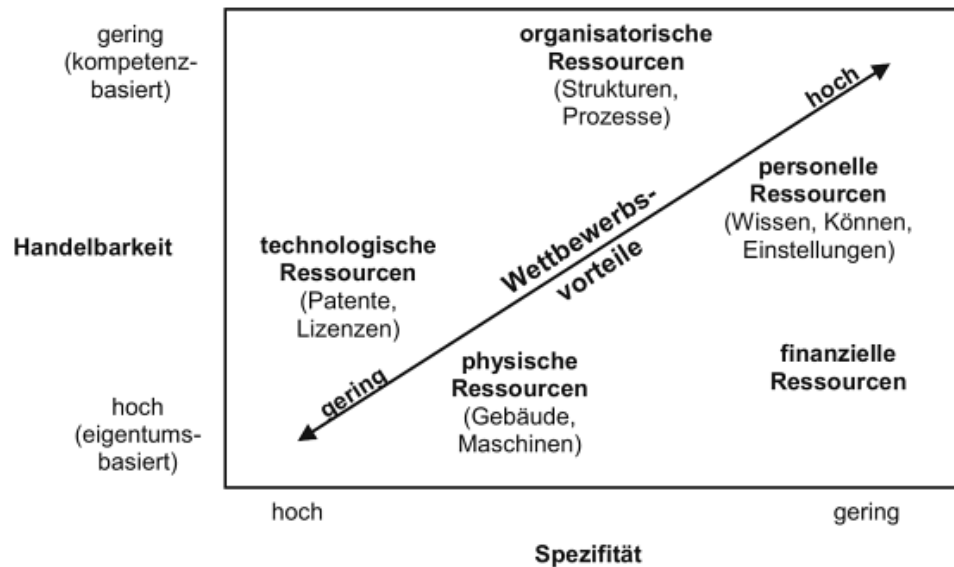 gering
(kompetenz-
basiert)
organisatorische
Ressourcen
(Strukturen,
Prozesse)
hoch
personelle
Ressourcen
(Wissen, Können,
Einstellungen)
Wettbewerbs-
vorteile
Handelbarkeit
technologische
Ressourcen
(Patente,
Lizenzen)
finanzielle
Ressourcen
physische
Ressourcen
(Gebäude,
Maschinen)
gering
hoch
(eigentums-
basiert)
hoch
gering
Spezifität